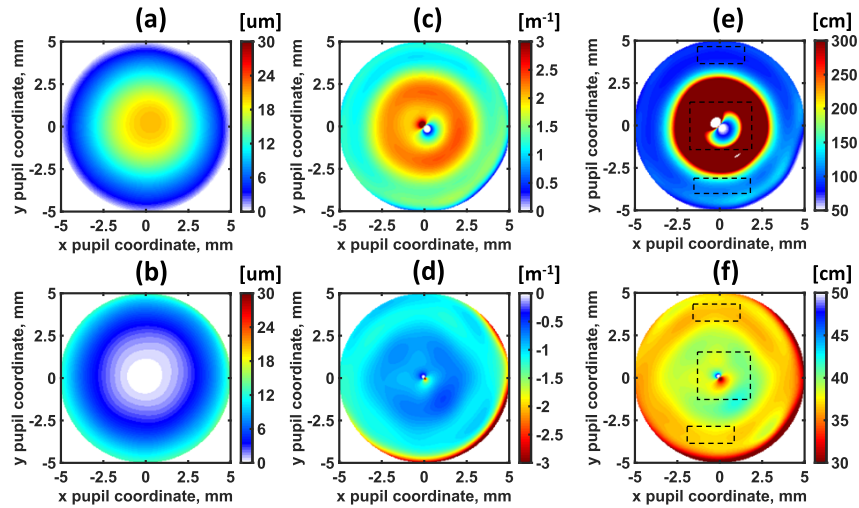 (a) [um] (c) [m-1] (e) [cm]
5 30 5 3 5 300
2.5 24 2.5 2.5 2.5 250
18 2 200
0 0 1.5 0
12 1 150
-2.5 6 -2.5 0.5 -2.5 100
-5 0 -5 0 -5 50
-5 -2.5 0 2.5 5 -5 -2.5 0 2.5 5 -5 -2.5 0 2.5 5
y pupil coordinate, mm y pupil coordinate, mm y pupil coordinate, mm
x pupil coordinate, mm x pupil coordinate, mm x pupil coordinate, mm
(b) [um] (d) [m-1] (f) [cm]
5 30 5 0 5 50
2.5 24 2.5 -0.5 2.5 45
18 -1
0 0 -1.5 0 40
12 -2
-2.5 6 -2.5 -2.5 -2.5 35
-5 0 -5 -3 -5 30
-5 -2.5 0 2.5 5 -5 -2.5 0 2.5 5 -5 -2.5 0 2.5 5
y pupil coordinate, mm y pupil coordinate, mm y pupil coordinate, mm
x pupil coordinate, mm x pupil coordinate, mm x pupil coordinate, mm